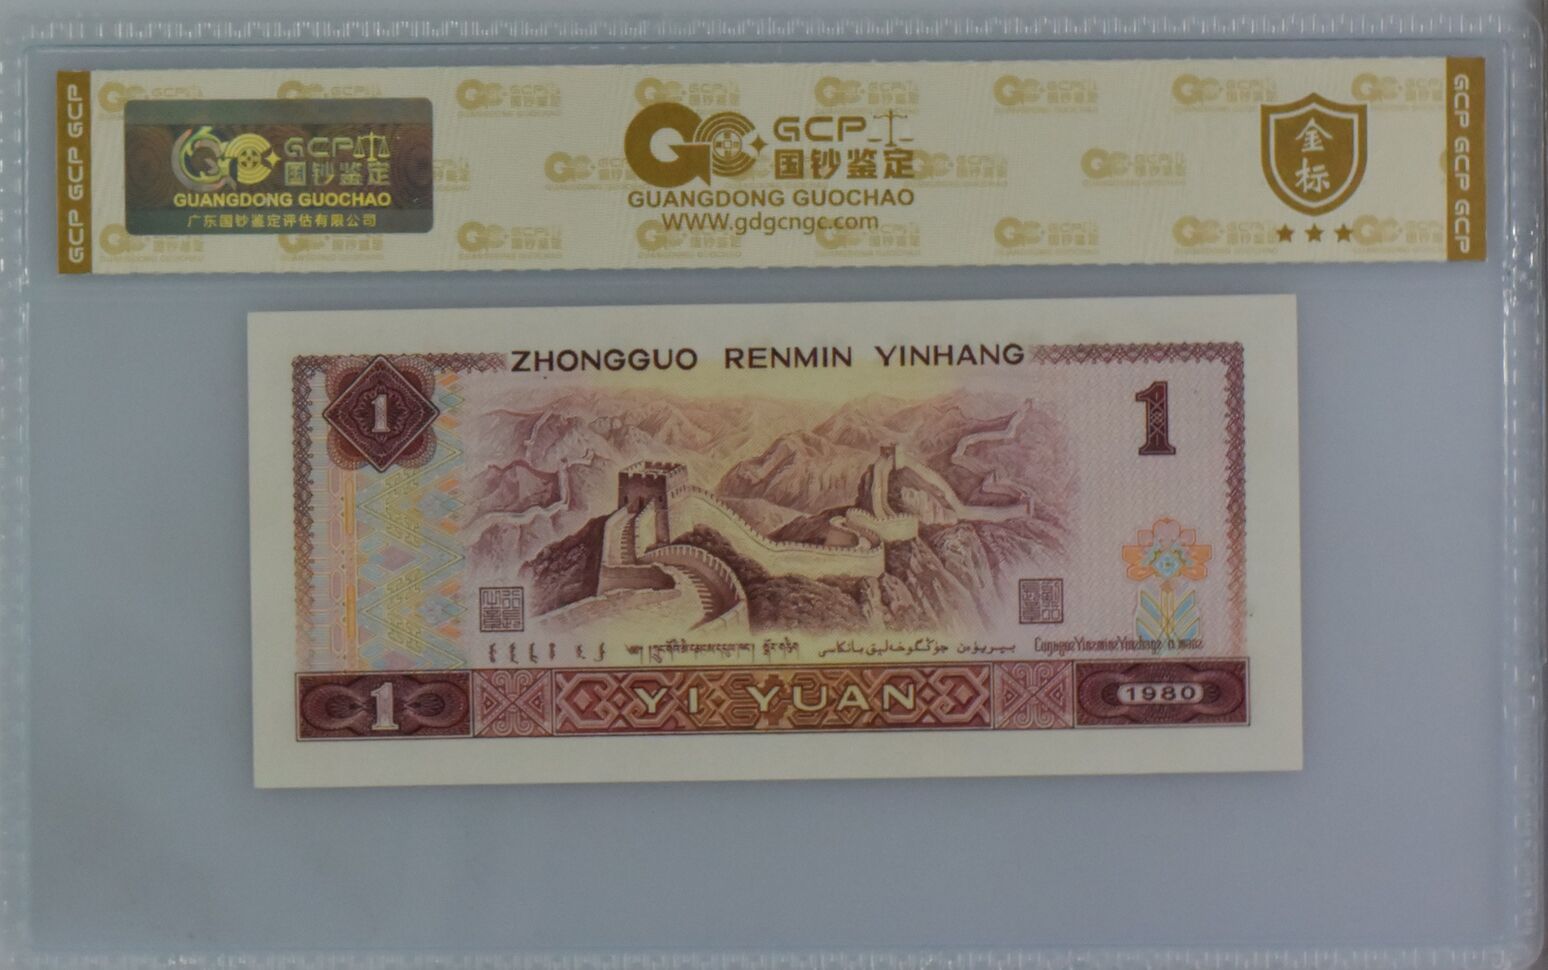 GCP GCP
GCP 国钞鉴定
GUANGDONG GUOCHAO
广东国钞鉴定评估有限公司
GCP
国钞鉴定
GUANGDONG GUOCHAO
WWW.gdgcngc.com
金标
GCP GCP GCP
ZHONGGUO RENMIN YINHANG
1
1
1 YI YUAN 1980